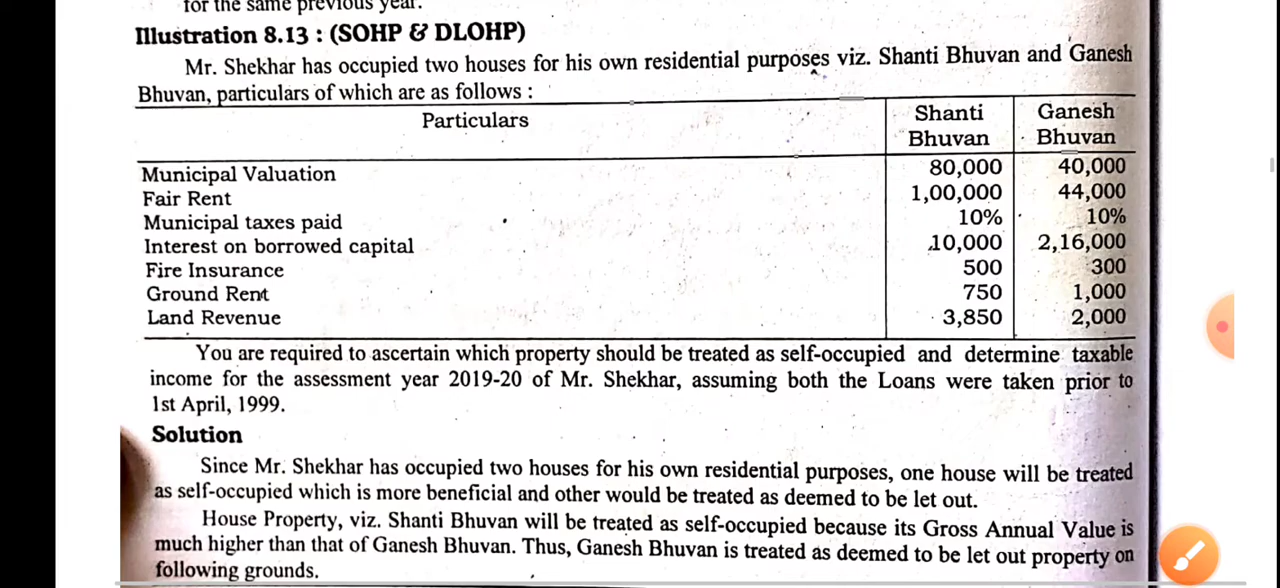 for the same previous year.
Illustration 8.13 : (SOHP & DLOHP)
Mr. Shekhar has occupied two houses for his own residential purposes viz. Shanti Bhuvan and Ganesh
Bhuvan, particulars of which are as follows :
Particulars Shanti Bhuvan Ganesh Bhuvan
Municipal Valuation 80,000 40,000
Fair Rent 1,00,000 44,000
Municipal taxes paid 10% 10%
Interest on borrowed capital 10,000 2,16,000
Fire Insurance 500 300
Ground Rent 750 1,000
Land Revenue 3,850 2,000
You are required to ascertain which property should be treated as self-occupied and determine taxable
income for the assessment year 2019-20 of Mr. Shekhar, assuming both the Loans were taken prior to
1st April, 1999.
Solution
Since Mr. Shekhar has occupied two houses for his own residential purposes, one house will be treated
as self-occupied which is more beneficial and other would be treated as deemed to be let out.
House Property, viz. Shanti Bhuvan will be treated as self-occupied because its Gross Annual Value is
much higher than that of Ganesh Bhuvan. Thus, Ganesh Bhuvan is treated as deemed to be let out property on
following grounds.